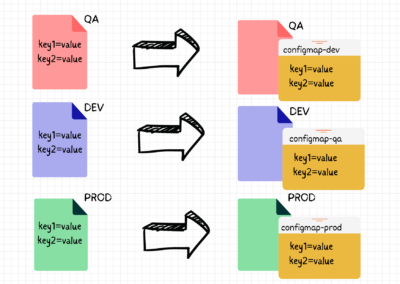 QA
key1=value
key2=value
QA
configmap-dev
key1=value
key2=value
DEV
key1=value
key2=value
DEV
configmap-qa
key1=value
key2=value
PROD
key1=value
key2=value
PROD
configmap-prod
key1=value
key2=value